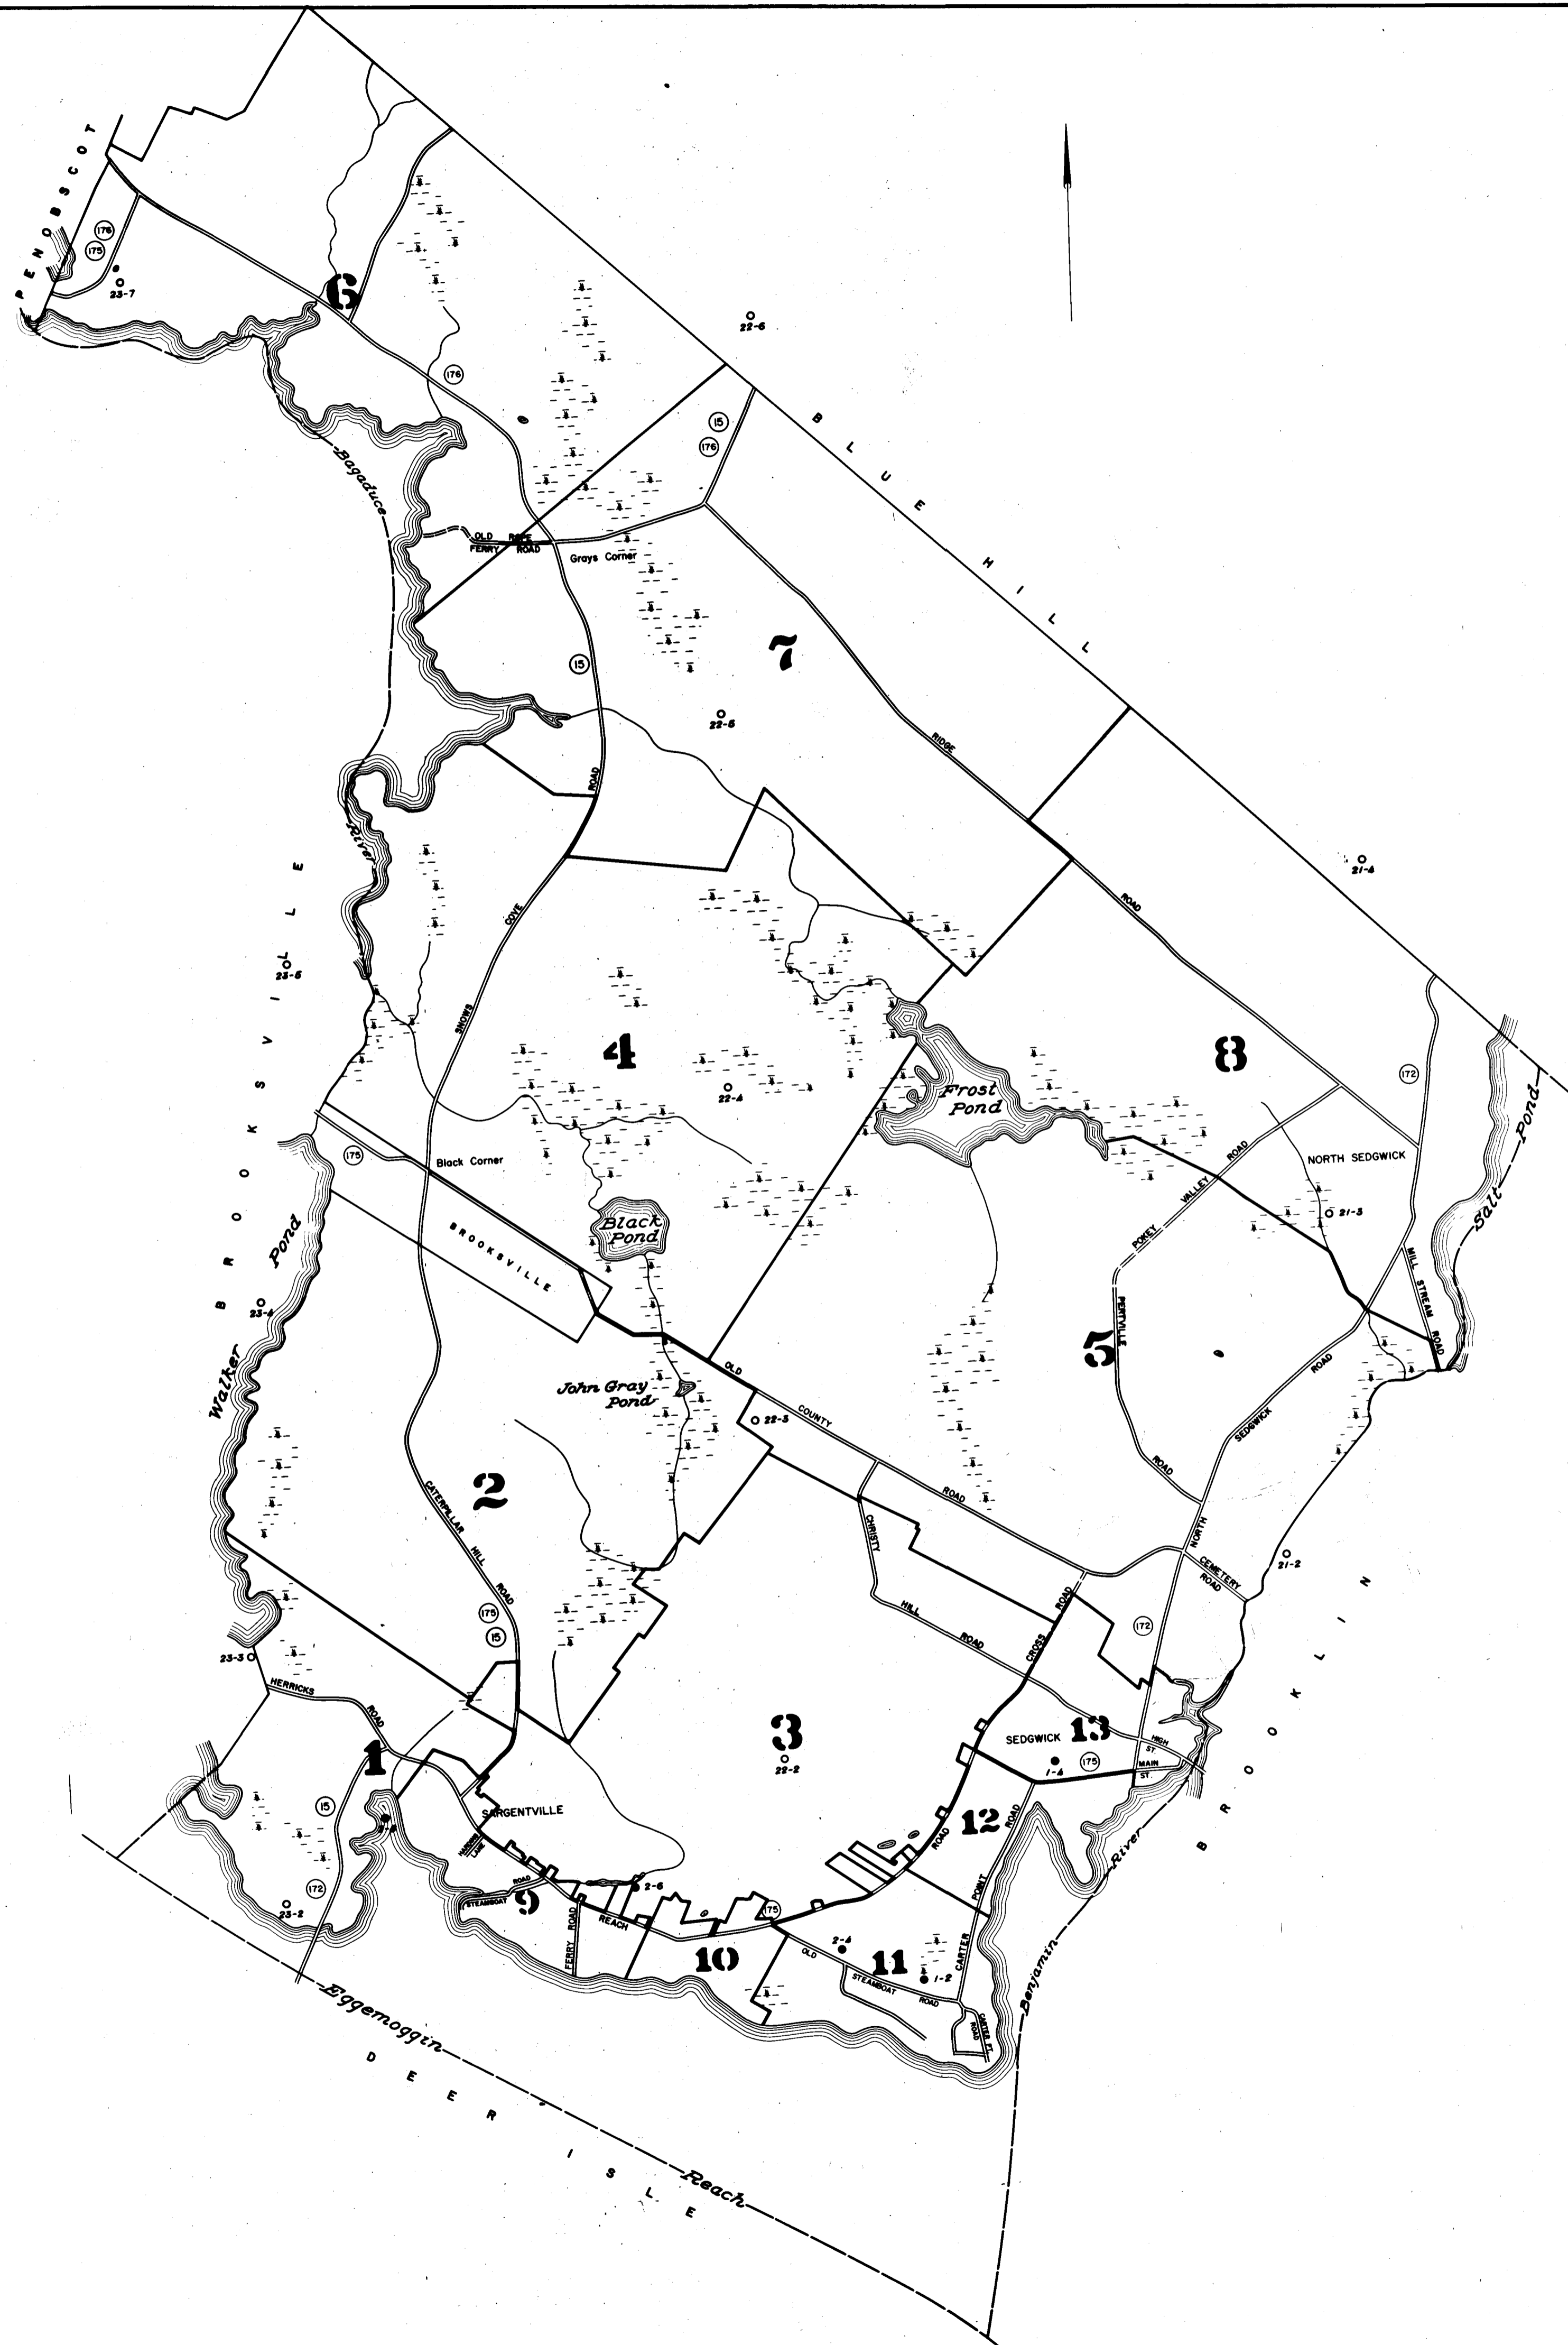 PENOBSCOT
176
175
23-7
6
22-6
176
15
176
BLUE HILL
Bagaduce
OLD ROPE
FERRY ROAD
Grays Corner
7
15
22-5
RIDGE
ROAD
River
21-4
ROAD
COVE
BROOKSVILLE
23-5
SNOWS
4
8
22-4
Frost
Pond
172
Pond
175
Black Corner
ROAD
NORTH SEDGWICK
VALLEY
Salt
21-3
Black
Pond
Pond
BROOKSVILLE
POKEY
MILL STREAM ROAD
23-4
PERTVILLE
5
Walker
OLD
ROAD
John Gray
Pond
COUNTY
22-3
SEDGWICK
ROAD
2
CATERPILLAR
HILL
ROAD
ROAD
CHRISTY
NORTH
CEMETERY
ROAD
21-2
ROAD
HILL
ROAD
175
15
172
CROSS
BROOKLIN
23-3
HERRICKS
ROAD
3
SEDGWICK
13
HIGH
ST.
22-2
1-4
175
MAIN
ST.
1
15
SARGENTVILLE
12
ROAD
ROAD
HARDING
LANE
River
172
23-2
ROAD
STEAMBOAT
9
2-6
POINT
175
REACH
FERRY ROAD
10
OLD
2-4
11
1-2
CARTER
STEAMBOAT
ROAD
Benjamin
CARTER PT.
ROAD
Eggemoggin
DEER ISLE
Reach